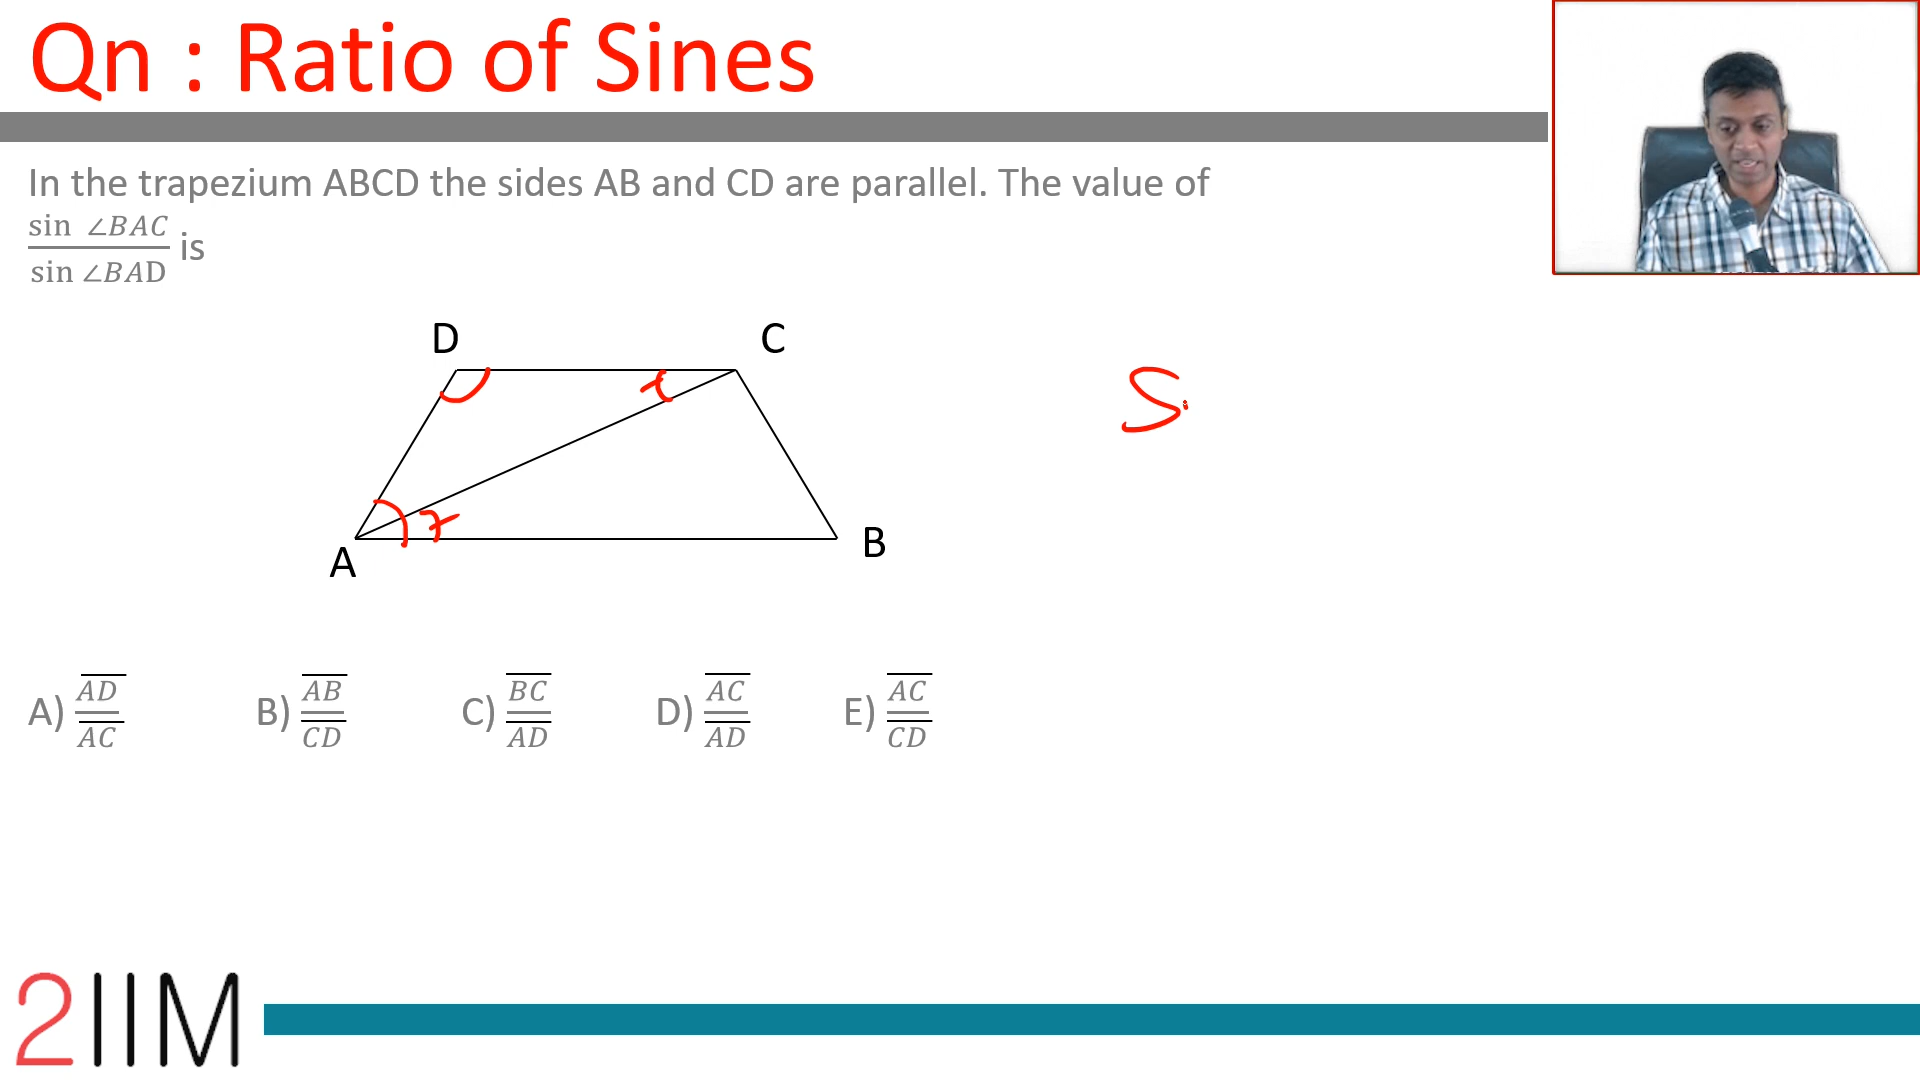 Qn : Ratio of Sines
In the trapezium ABCD the sides AB and CD are parallel. The value of
sin ∠BAC / sin ∠BAD is
D C
S
x
x
A B
A) AD/AC B) AB/CD C) BC/AD D) AC/AD E) AC/CD
2IIM